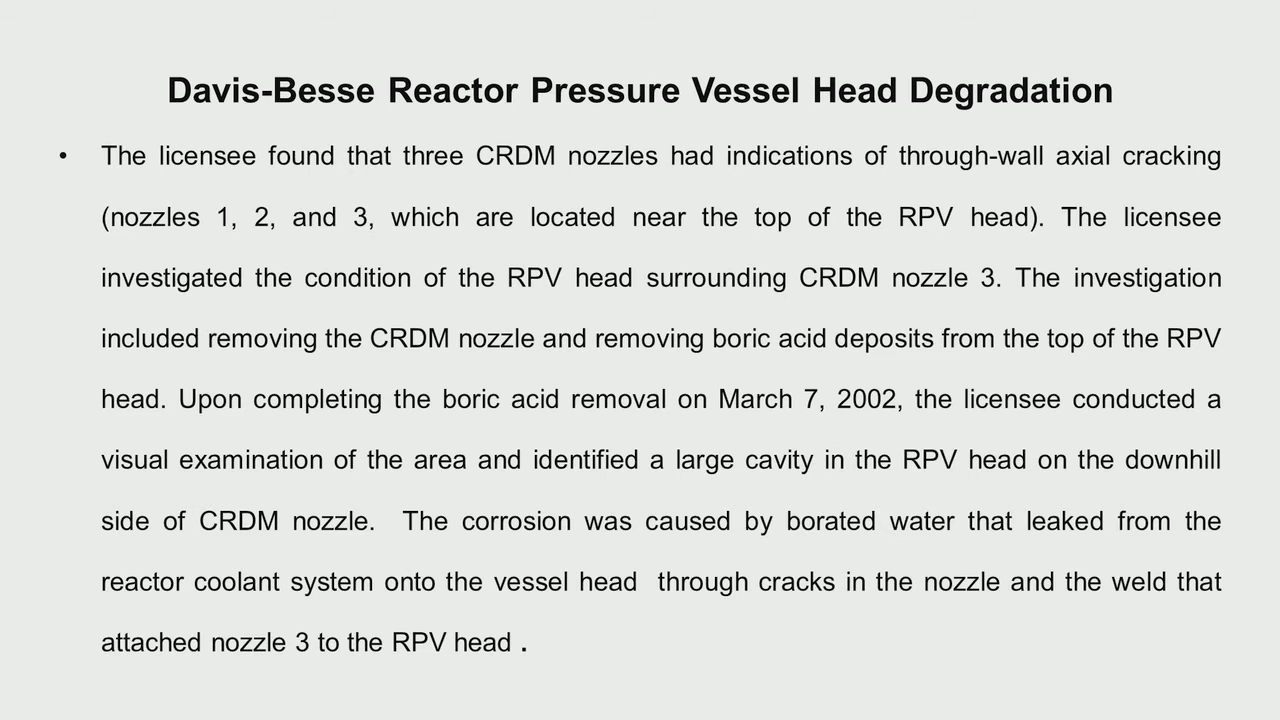 Davis-Besse Reactor Pressure Vessel Head Degradation
• The licensee found that three CRDM nozzles had indications of through-wall axial cracking
(nozzles 1, 2, and 3, which are located near the top of the RPV head). The licensee
investigated the condition of the RPV head surrounding CRDM nozzle 3. The investigation
included removing the CRDM nozzle and removing boric acid deposits from the top of the RPV
head. Upon completing the boric acid removal on March 7, 2002, the licensee conducted a
visual examination of the area and identified a large cavity in the RPV head on the downhill
side of CRDM nozzle.  The corrosion was caused by borated water that leaked from the
reactor coolant system onto the vessel head  through cracks in the nozzle and the weld that
attached nozzle 3 to the RPV head .